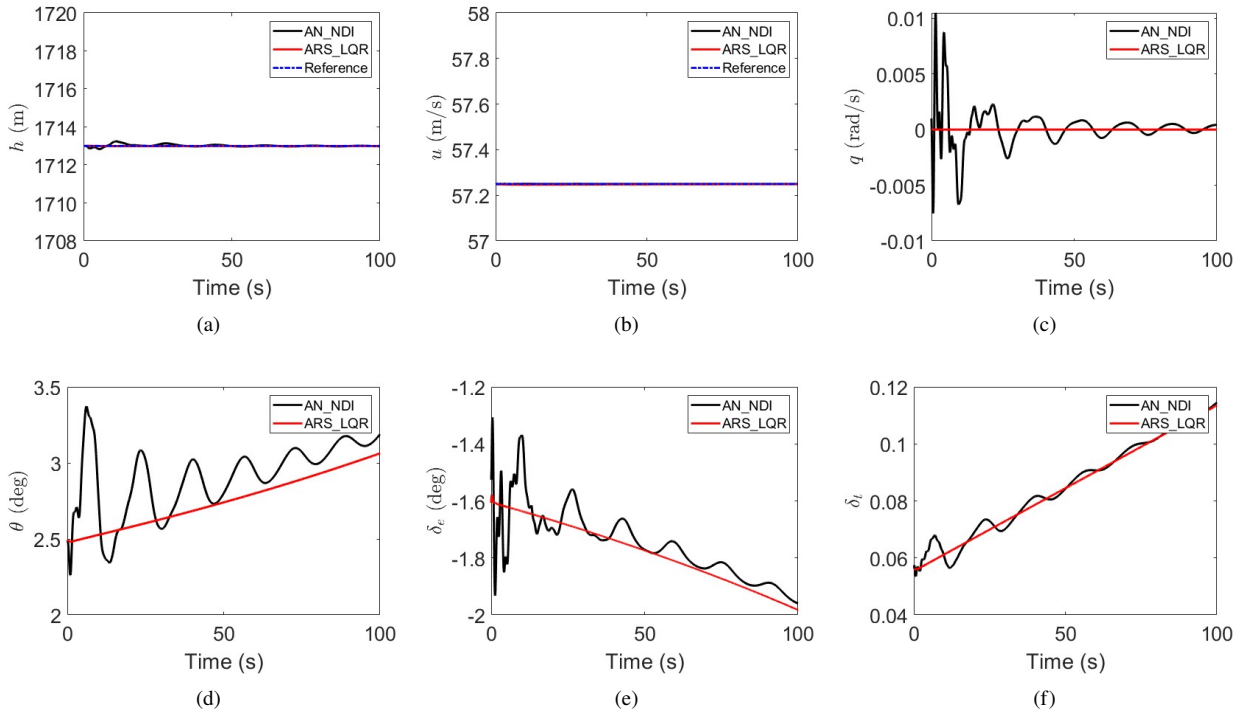 1720
1718
1716
1714
1712
1710
1708
h (m)
AN_NDI
ARS_LQR
Reference
0 50 100
Time (s)
(a)
58
57.8
57.6
57.4
57.2
57
u (m/s)
AN_NDI
ARS_LQR
Reference
0 50 100
Time (s)
(b)
0.01
0.005
0
-0.005
-0.01
q (rad/s)
AN_NDI
ARS_LQR
0 20 40 60 80 100
Time (s)
(c)
3.5
3
2.5
2
θ (deg)
AN_NDI
ARS_LQR
0 50 100
Time (s)
(d)
-1.2
-1.4
-1.6
-1.8
-2
δe (deg)
AN_NDI
ARS_LQR
0 50 100
Time (s)
(e)
0.12
0.1
0.08
0.06
0.04
δt
AN_NDI
ARS_LQR
0 50 100
Time (s)
(f)